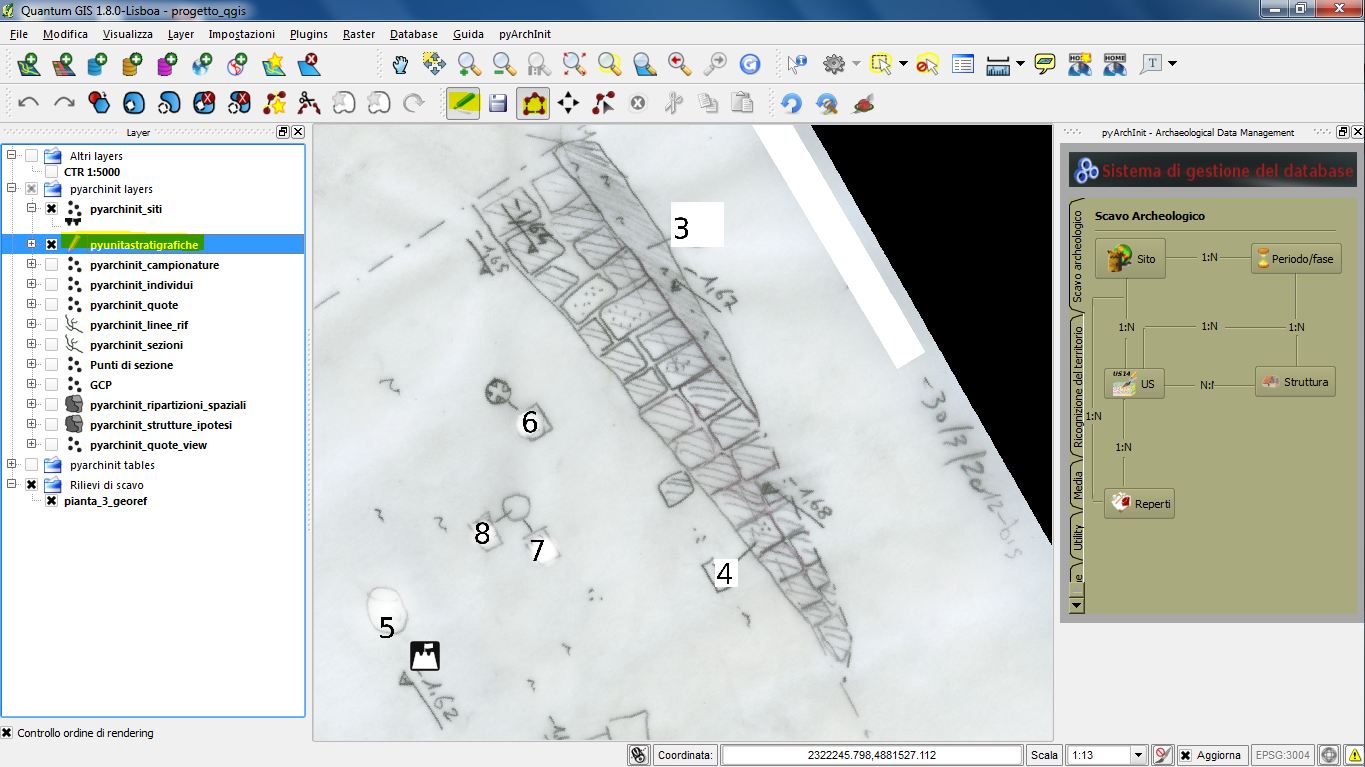 Quantum GIS 1.8.0-Lisboa - progetto_qgis
File Modifica Visualizza Layer Impostazioni Plugins Raster Database Guida pyArchInit
Layer
Altri layers
CTR 1:5000
pyarchinit layers
pyarchinit_siti
pyunitastratigrafiche
pyarchinit_campionature
pyarchinit_individui
pyarchinit_quote
pyarchinit_linee_rif
pyarchinit_sezioni
Punti di sezione
GCP
pyarchinit_ripartizioni_spaziali
pyarchinit_strutture_ipotesi
pyarchinit_quote_view
pyarchinit tables
Rilievi di scavo
pianta_3_georef
Controllo ordine di rendering
3
-1,64
-1,65
-1,67
6
-30/3/2012-bis
-1,68
8
7
4
5
-1,62
pyArchInit - Archaeological Data Management
Sistema di gestione del database
Scavo archeologico
Ricognizione del territorio
Media
Utility
Scavo Archeologico
Sito
1:N
Periodo/fase
1:N
1:N
1:N
US
Struttura
1:N
1:N
Reperti
Coordinata:
2322245.798,4881527.112
Scala
1:13
Aggiorna
EPSG:3004